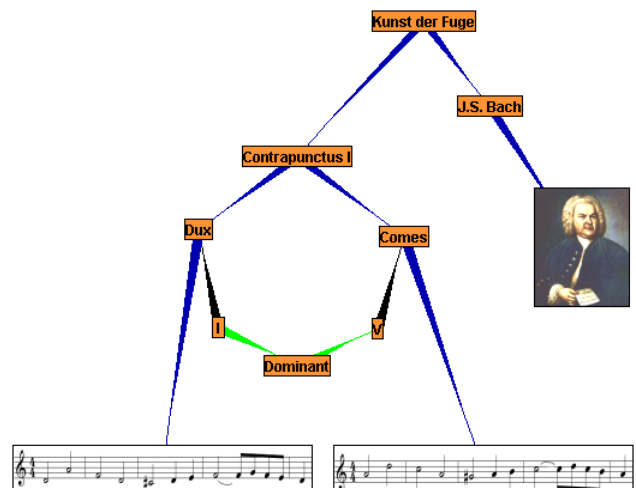 Kunst der Fuge
J.S. Bach
Contrapunctus I
Dux
Comes
I
V
Dominant